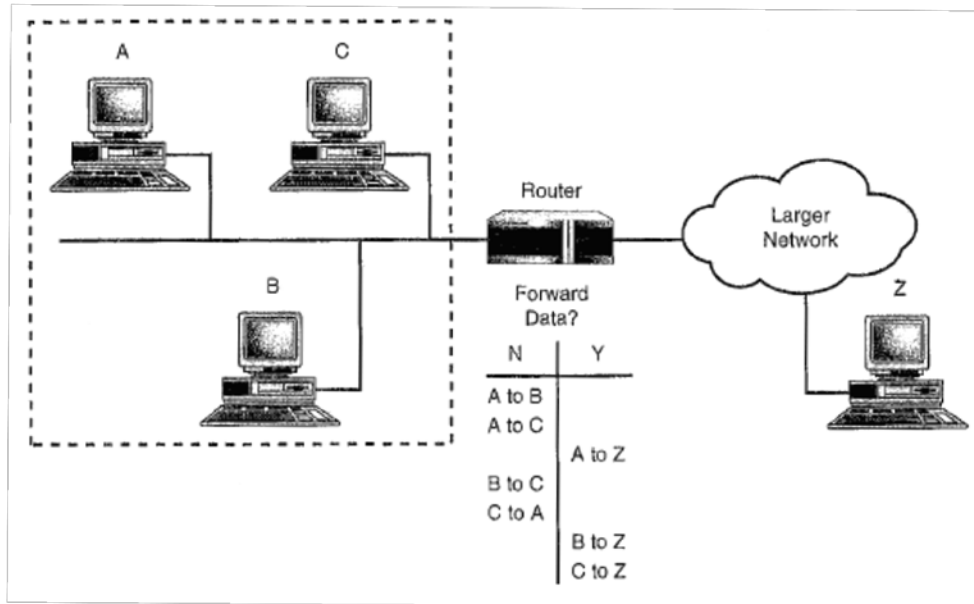 A
C
B
Router
Larger
Network
Z
Forward
Data?
N Y
A to B
A to C
A to Z
B to C
C to A
B to Z
C to Z